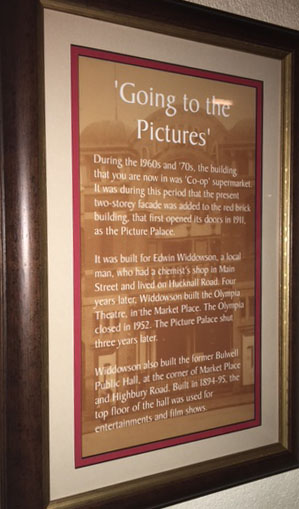 'Going to the
Pictures'
During the 1960s and '70s, the building
that you are now in was 'Co-op' supermarket.
It was during this period that the present
two-storey facade was added to the red brick
building, that first opened its doors in 1911,
as the Picture Palace.
It was built for Edwin Widdowson, a local
man, who had a chemist's shop in Main
Street and lived on Hucknall Road. Four
years later, Widdowson built the Olympia
Theatre, in the Market Place. The Olympia
closed in 1952. The Picture Palace shut
three years later.
Widdowson also built the former Bulwell
Public Hall, at the corner of Market Place
and Highbury Road. Built in 1894-95, the
top floor of the hall was used for
entertainments and film shows.